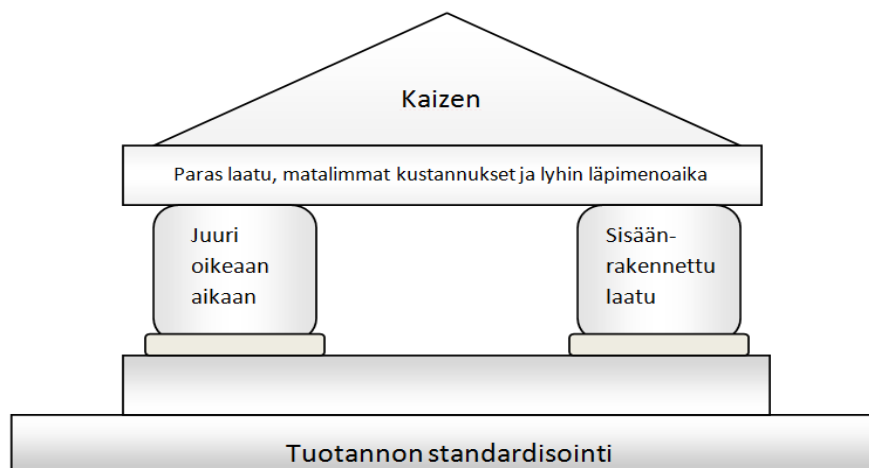 Kaizen
Paras laatu, matalimmat kustannukset ja lyhin läpimenoaika
Juuri
oikeaan
aikaan
Sisään-
rakennettu
laatu
Tuotannon standardisointi